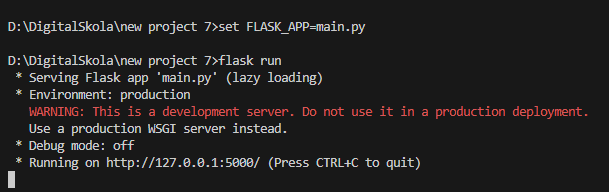 D:\DigitalSkola\new project 7>set FLASK_APP=main.py
D:\DigitalSkola\new project 7>flask run
* Serving Flask app 'main.py' (lazy loading)
* Environment: production
WARNING: This is a development server. Do not use it in a production deployment.
Use a production WSGI server instead.
* Debug mode: off
* Running on http://127.0.0.1:5000/ (Press CTRL+C to quit)